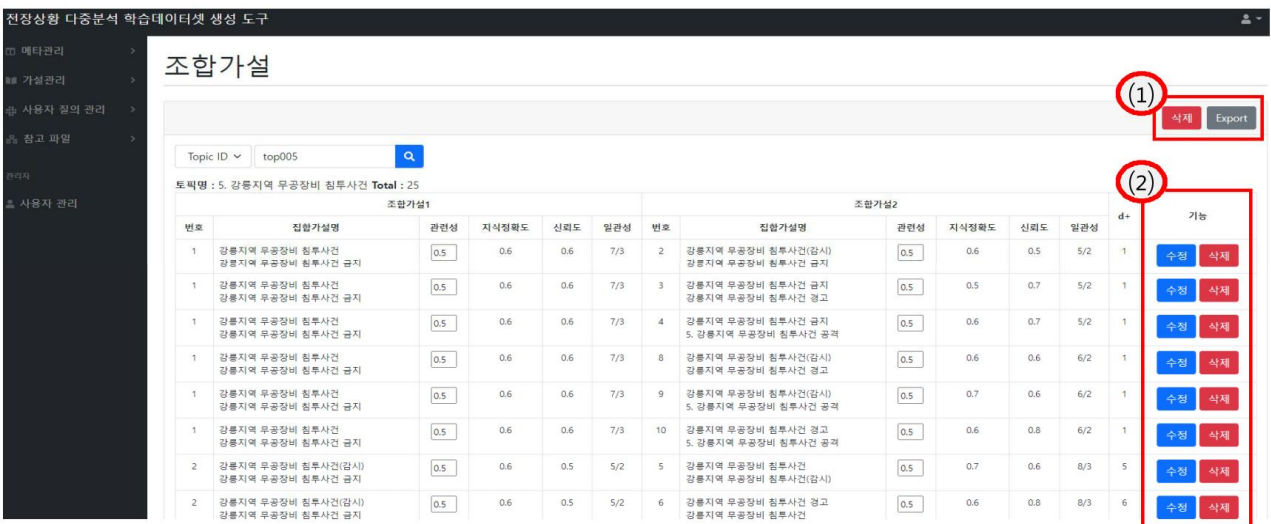 전장상황 다중분석 학습데이터셋 생성 도구
메타관리
가설관리
사용자 질의 관리
참고 파일
관리자
사용자 관리
조합가설
(1)
삭제 Export
Topic ID top005
토픽명 : 5. 강릉지역 무공장비 침투사건 Total : 25
(2)
조합가설1 조합가설2 d+ 기능
번호 집합가설명 관련성 지식정확도 신뢰도 일관성 번호 집합가설명 관련성 지식정확도 신뢰도 일관성
1 강릉지역 무공장비 침투사건 0.5 0.6 0.6 7/3 2 강릉지역 무공장비 침투사건(감시) 0.5 0.6 0.5 5/2 1 수정 삭제
강릉지역 무공장비 침투사건 금지 강릉지역 무공장비 침투사건 금지
1 강릉지역 무공장비 침투사건 0.5 0.6 0.6 7/3 3 강릉지역 무공장비 침투사건 금지 0.5 0.5 0.7 5/2 1 수정 삭제
강릉지역 무공장비 침투사건 금지 강릉지역 무공장비 침투사건 경고
1 강릉지역 무공장비 침투사건 0.5 0.6 0.6 7/3 4 강릉지역 무공장비 침투사건 금지 0.5 0.6 0.7 5/2 1 수정 삭제
강릉지역 무공장비 침투사건 금지 5. 강릉지역 무공장비 침투사건 공격
1 강릉지역 무공장비 침투사건 0.5 0.6 0.6 7/3 8 강릉지역 무공장비 침투사건(감시) 0.5 0.6 0.6 6/2 1 수정 삭제
강릉지역 무공장비 침투사건 금지 강릉지역 무공장비 침투사건 경고
1 강릉지역 무공장비 침투사건 0.5 0.6 0.6 7/3 9 강릉지역 무공장비 침투사건(감시) 0.5 0.7 0.6 6/2 1 수정 삭제
강릉지역 무공장비 침투사건 금지 5. 강릉지역 무공장비 침투사건 공격
1 강릉지역 무공장비 침투사건 0.5 0.6 0.6 7/3 10 강릉지역 무공장비 침투사건 경고 0.5 0.6 0.8 6/2 1 수정 삭제
강릉지역 무공장비 침투사건 금지 5. 강릉지역 무공장비 침투사건 공격
2 강릉지역 무공장비 침투사건(감시) 0.5 0.6 0.5 5/2 5 강릉지역 무공장비 침투사건 0.5 0.7 0.6 8/3 5 수정 삭제
강릉지역 무공장비 침투사건 금지 강릉지역 무공장비 침투사건(감시)
2 강릉지역 무공장비 침투사건(감시) 0.5 0.6 0.5 5/2 6 강릉지역 무공장비 침투사건 경고 0.5 0.6 0.8 8/3 6 수정 삭제
강릉지역 무공장비 침투사건 금지 강릉지역 무공장비 침투사건